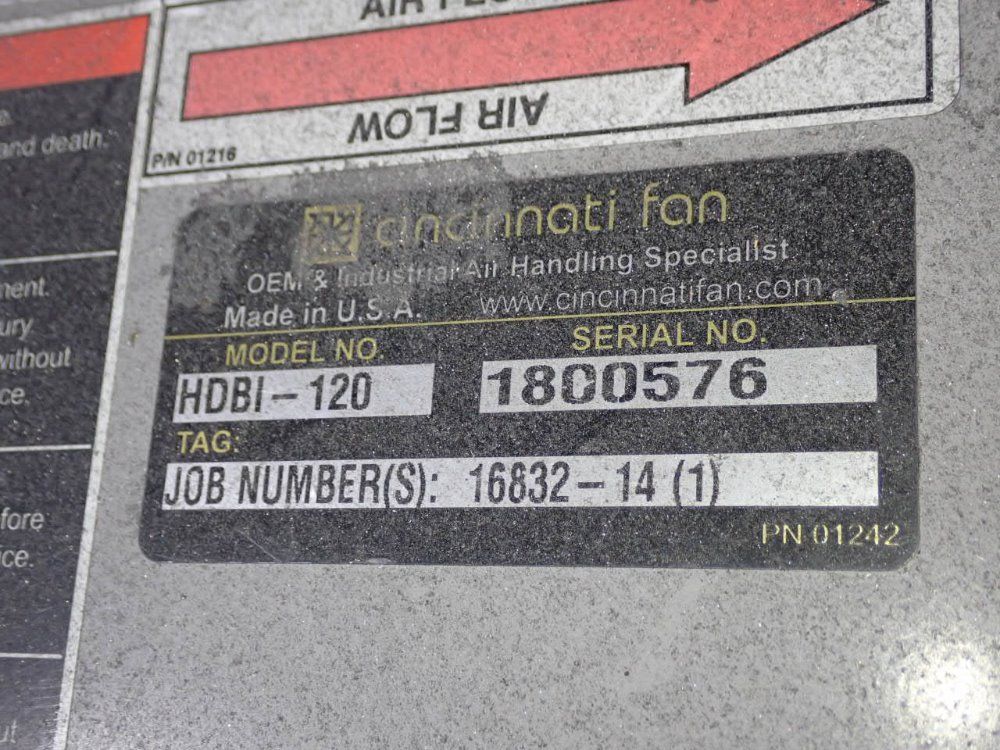 and death.
ment.
ury
without
ce.
fore
ice.
AIR FLOW
P/N 01216
cincinnati fan
OEM & Industrial Air Handling Specialist
Made in U.S.A. www.cincinnatifan.com
MODEL NO. SERIAL NO.
HDBI-120 1800576
TAG:
JOB NUMBER(S): 16832-14 (1)
PN 01242